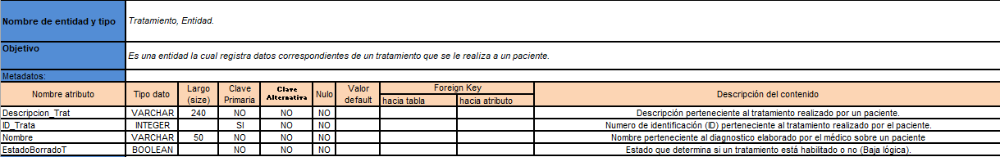 Nombre de entidad y tipo Tratamiento, Entidad.
Objetivo Es una entidad la cual registra datos correspondientes de un tratamiento que se le realiza a un paciente.
Metadatos:
Nombre atributo Tipo dato Largo (size) Clave Primaria Clave Alternativa Nulo Valor default Foreign Key Descripción del contenido
hacia tabla hacia atributo
Descripcion_Trat VARCHAR 240 NO NO NO Descripción perteneciente al tratamiento realizado por un paciente.
ID_Trata INTEGER SI NO NO Numero de identificación (ID) perteneciente al tratamiento realizado por el paciente.
Nombre VARCHAR 50 NO NO NO Nombre perteneciente al diagnostico elaborado por el médico sobre un paciente
EstadoBorradoT BOOLEAN NO NO NO Estado que determina si un tratamiento está habilitado o no (Baja lógica).